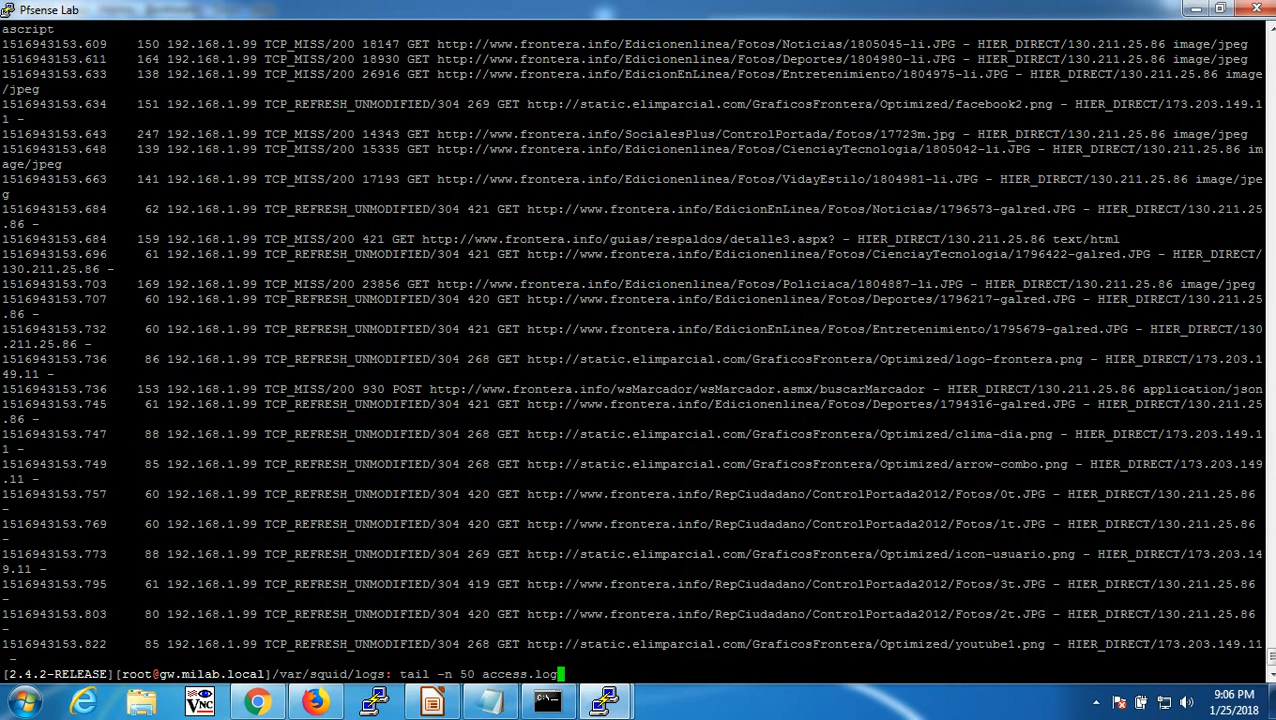 Pfsense Lab
ascript
1516943153.609    150 192.168.1.99 TCP_MISS/200 18147 GET http://www.frontera.info/Edicionenlinea/Fotos/Noticias/1805045-li.JPG - HIER_DIRECT/130.211.25.86 image/jpeg
1516943153.611    164 192.168.1.99 TCP_MISS/200 18930 GET http://www.frontera.info/Edicionenlinea/Fotos/Deportes/1804980-li.JPG - HIER_DIRECT/130.211.25.86 image/jpeg
1516943153.633    138 192.168.1.99 TCP_MISS/200 26916 GET http://www.frontera.info/EdicionEnLinea/Fotos/Entretenimiento/1804975-li.JPG - HIER_DIRECT/130.211.25.86 image
/jpeg
1516943153.634    151 192.168.1.99 TCP_REFRESH_UNMODIFIED/304 269 GET http://static.elimparcial.com/GraficosFrontera/Optimized/facebook2.png - HIER_DIRECT/173.203.149.1
1 -
1516943153.643    247 192.168.1.99 TCP_MISS/200 14343 GET http://www.frontera.info/SocialesPlus/ControlPortada/fotos/17723m.jpg - HIER_DIRECT/130.211.25.86 image/jpeg
1516943153.648    139 192.168.1.99 TCP_MISS/200 15335 GET http://www.frontera.info/EdicionEnLinea/Fotos/CienciayTecnologia/1805042-li.JPG - HIER_DIRECT/130.211.25.86 im
age/jpeg
1516943153.663    141 192.168.1.99 TCP_MISS/200 17193 GET http://www.frontera.info/EdicionEnLinea/Fotos/VidayEstilo/1804981-li.JPG - HIER_DIRECT/130.211.25.86 image/jpe
g
1516943153.684     62 192.168.1.99 TCP_REFRESH_UNMODIFIED/304 421 GET http://www.frontera.info/EdicionEnLinea/Fotos/Noticias/1796573-galred.JPG - HIER_DIRECT/130.211.25
.86 -
1516943153.684    159 192.168.1.99 TCP_MISS/200 421 GET http://www.frontera.info/guias/respaldos/detalle3.aspx? - HIER_DIRECT/130.211.25.86 text/html
1516943153.696     61 192.168.1.99 TCP_REFRESH_UNMODIFIED/304 421 GET http://www.frontera.info/EdicionEnLinea/Fotos/CienciayTecnologia/1796422-galred.JPG - HIER_DIRECT/
130.211.25.86 -
1516943153.703    169 192.168.1.99 TCP_MISS/200 23856 GET http://www.frontera.info/Edicionenlinea/Fotos/Policiaca/1804887-li.JPG - HIER_DIRECT/130.211.25.86 image/jpeg
1516943153.707     60 192.168.1.99 TCP_REFRESH_UNMODIFIED/304 420 GET http://www.frontera.info/Edicionenlinea/Fotos/Deportes/1796217-galred.JPG - HIER_DIRECT/130.211.25
.86 -
1516943153.732     60 192.168.1.99 TCP_REFRESH_UNMODIFIED/304 421 GET http://www.frontera.info/EdicionEnLinea/Fotos/Entretenimiento/1795679-galred.JPG - HIER_DIRECT/130
.211.25.86 -
1516943153.736     86 192.168.1.99 TCP_REFRESH_UNMODIFIED/304 268 GET http://static.elimparcial.com/GraficosFrontera/Optimized/logo-frontera.png - HIER_DIRECT/173.203.1
49.11 -
1516943153.736    153 192.168.1.99 TCP_MISS/200 930 POST http://www.frontera.info/wsMarcador/wsMarcador.asmx/buscarMarcador - HIER_DIRECT/130.211.25.86 application/json
1516943153.745     61 192.168.1.99 TCP_REFRESH_UNMODIFIED/304 421 GET http://www.frontera.info/Edicionenlinea/Fotos/Deportes/1794316-galred.JPG - HIER_DIRECT/130.211.25
.86 -
1516943153.747     88 192.168.1.99 TCP_REFRESH_UNMODIFIED/304 268 GET http://static.elimparcial.com/GraficosFrontera/Optimized/clima-dia.png - HIER_DIRECT/173.203.149.1
1 -
1516943153.749     85 192.168.1.99 TCP_REFRESH_UNMODIFIED/304 268 GET http://static.elimparcial.com/GraficosFrontera/Optimized/arrow-combo.png - HIER_DIRECT/173.203.149
.11 -
1516943153.757     60 192.168.1.99 TCP_REFRESH_UNMODIFIED/304 420 GET http://www.frontera.info/RepCiudadano/ControlPortada2012/Fotos/0t.JPG - HIER_DIRECT/130.211.25.86
-
1516943153.769     60 192.168.1.99 TCP_REFRESH_UNMODIFIED/304 420 GET http://www.frontera.info/RepCiudadano/ControlPortada2012/Fotos/1t.JPG - HIER_DIRECT/130.211.25.86
-
1516943153.773     88 192.168.1.99 TCP_REFRESH_UNMODIFIED/304 269 GET http://static.elimparcial.com/GraficosFrontera/Optimized/icon-usuario.png - HIER_DIRECT/173.203.14
9.11 -
1516943153.795     61 192.168.1.99 TCP_REFRESH_UNMODIFIED/304 419 GET http://www.frontera.info/RepCiudadano/ControlPortada2012/Fotos/3t.JPG - HIER_DIRECT/130.211.25.86
-
1516943153.803     80 192.168.1.99 TCP_REFRESH_UNMODIFIED/304 420 GET http://www.frontera.info/RepCiudadano/ControlPortada2012/Fotos/2t.JPG - HIER_DIRECT/130.211.25.86
-
1516943153.822     85 192.168.1.99 TCP_REFRESH_UNMODIFIED/304 268 GET http://static.elimparcial.com/GraficosFrontera/Optimized/youtube1.png - HIER_DIRECT/173.203.149.11
 -
[2.4.2-RELEASE][root@gw.milab.local]/var/squid/logs: tail -n 50 access.log
VNC
C:\
9:06 PM
1/25/2018